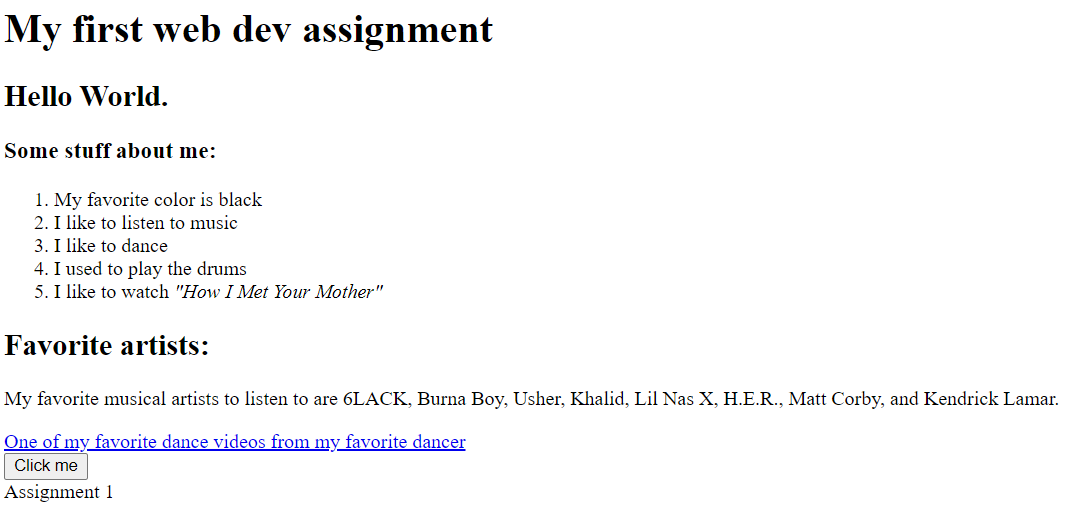 My first web dev assignment
Hello World.
Some stuff about me:
1. My favorite color is black
2. I like to listen to music
3. I like to dance
4. I used to play the drums
5. I like to watch "How I Met Your Mother"
Favorite artists:
My favorite musical artists to listen to are 6LACK, Burna Boy, Usher, Khalid, Lil Nas X, H.E.R., Matt Corby, and Kendrick Lamar.
One of my favorite dance videos from my favorite dancer
Click me
Assignment 1